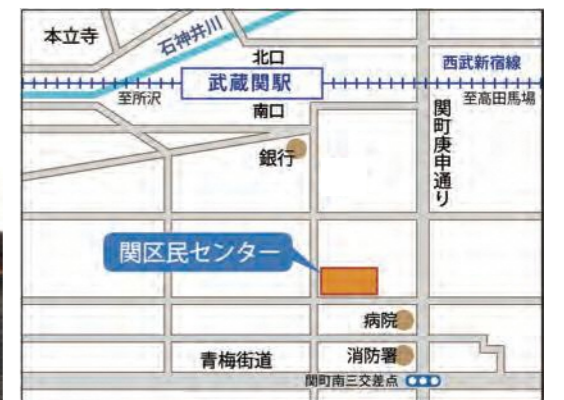 本立寺
石神井川
北口
西武新宿線
武蔵関駅
至所沢
至高田馬場
南口
関町庚申通り
銀行
関区民センター
病院
消防署
青梅街道
関町南三交差点